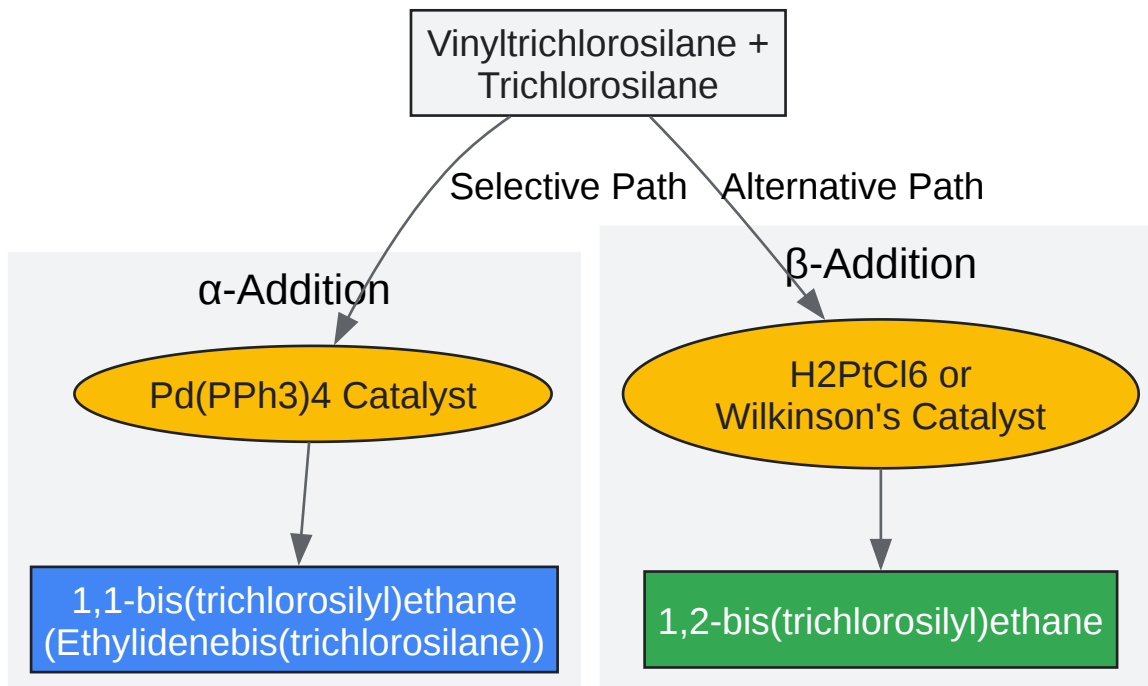 Vinyltrichlorosilane +
Trichlorosilane
Selective Path
Alternative Path
α-Addition
β-Addition
Pd(PPh3)4 Catalyst
H2PtCl6 or
Wilkinson's Catalyst
1,1-bis(trichlorosilyl)ethane
(Ethylidenebis(trichlorosilane))
1,2-bis(trichlorosilyl)ethane